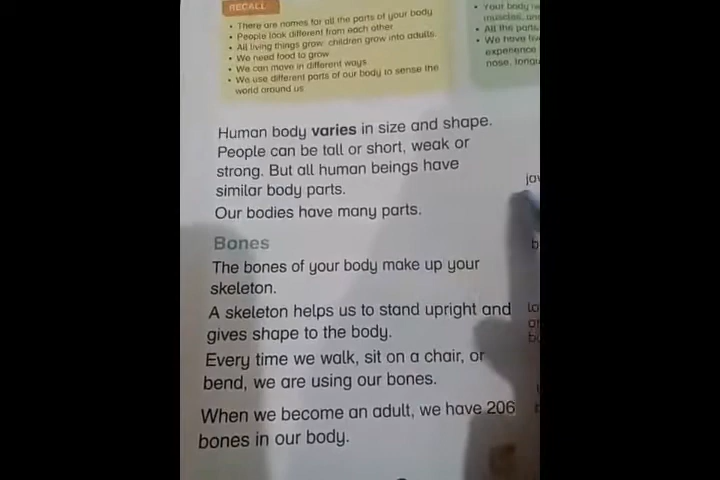 RECALL
• There are names for all the parts of your body
• People look different from each other
• All living things grow: children grow into adults.
• We need food to grow
• We can move in different ways
• We use different parts of our body to sense the
world around us
• Your body
muscles, and
• All the parts
• We have
experience
nose,
Human body varies in size and shape.
People can be tall or short, weak or
strong. But all human beings have
similar body parts.
Our bodies have many parts.
Bones
The bones of your body make up your
skeleton.
A skeleton helps us to stand upright and
gives shape to the body.
Every time we walk, sit on a chair, or
bend, we are using our bones.
When we become an adult, we have 206
bones in our body.